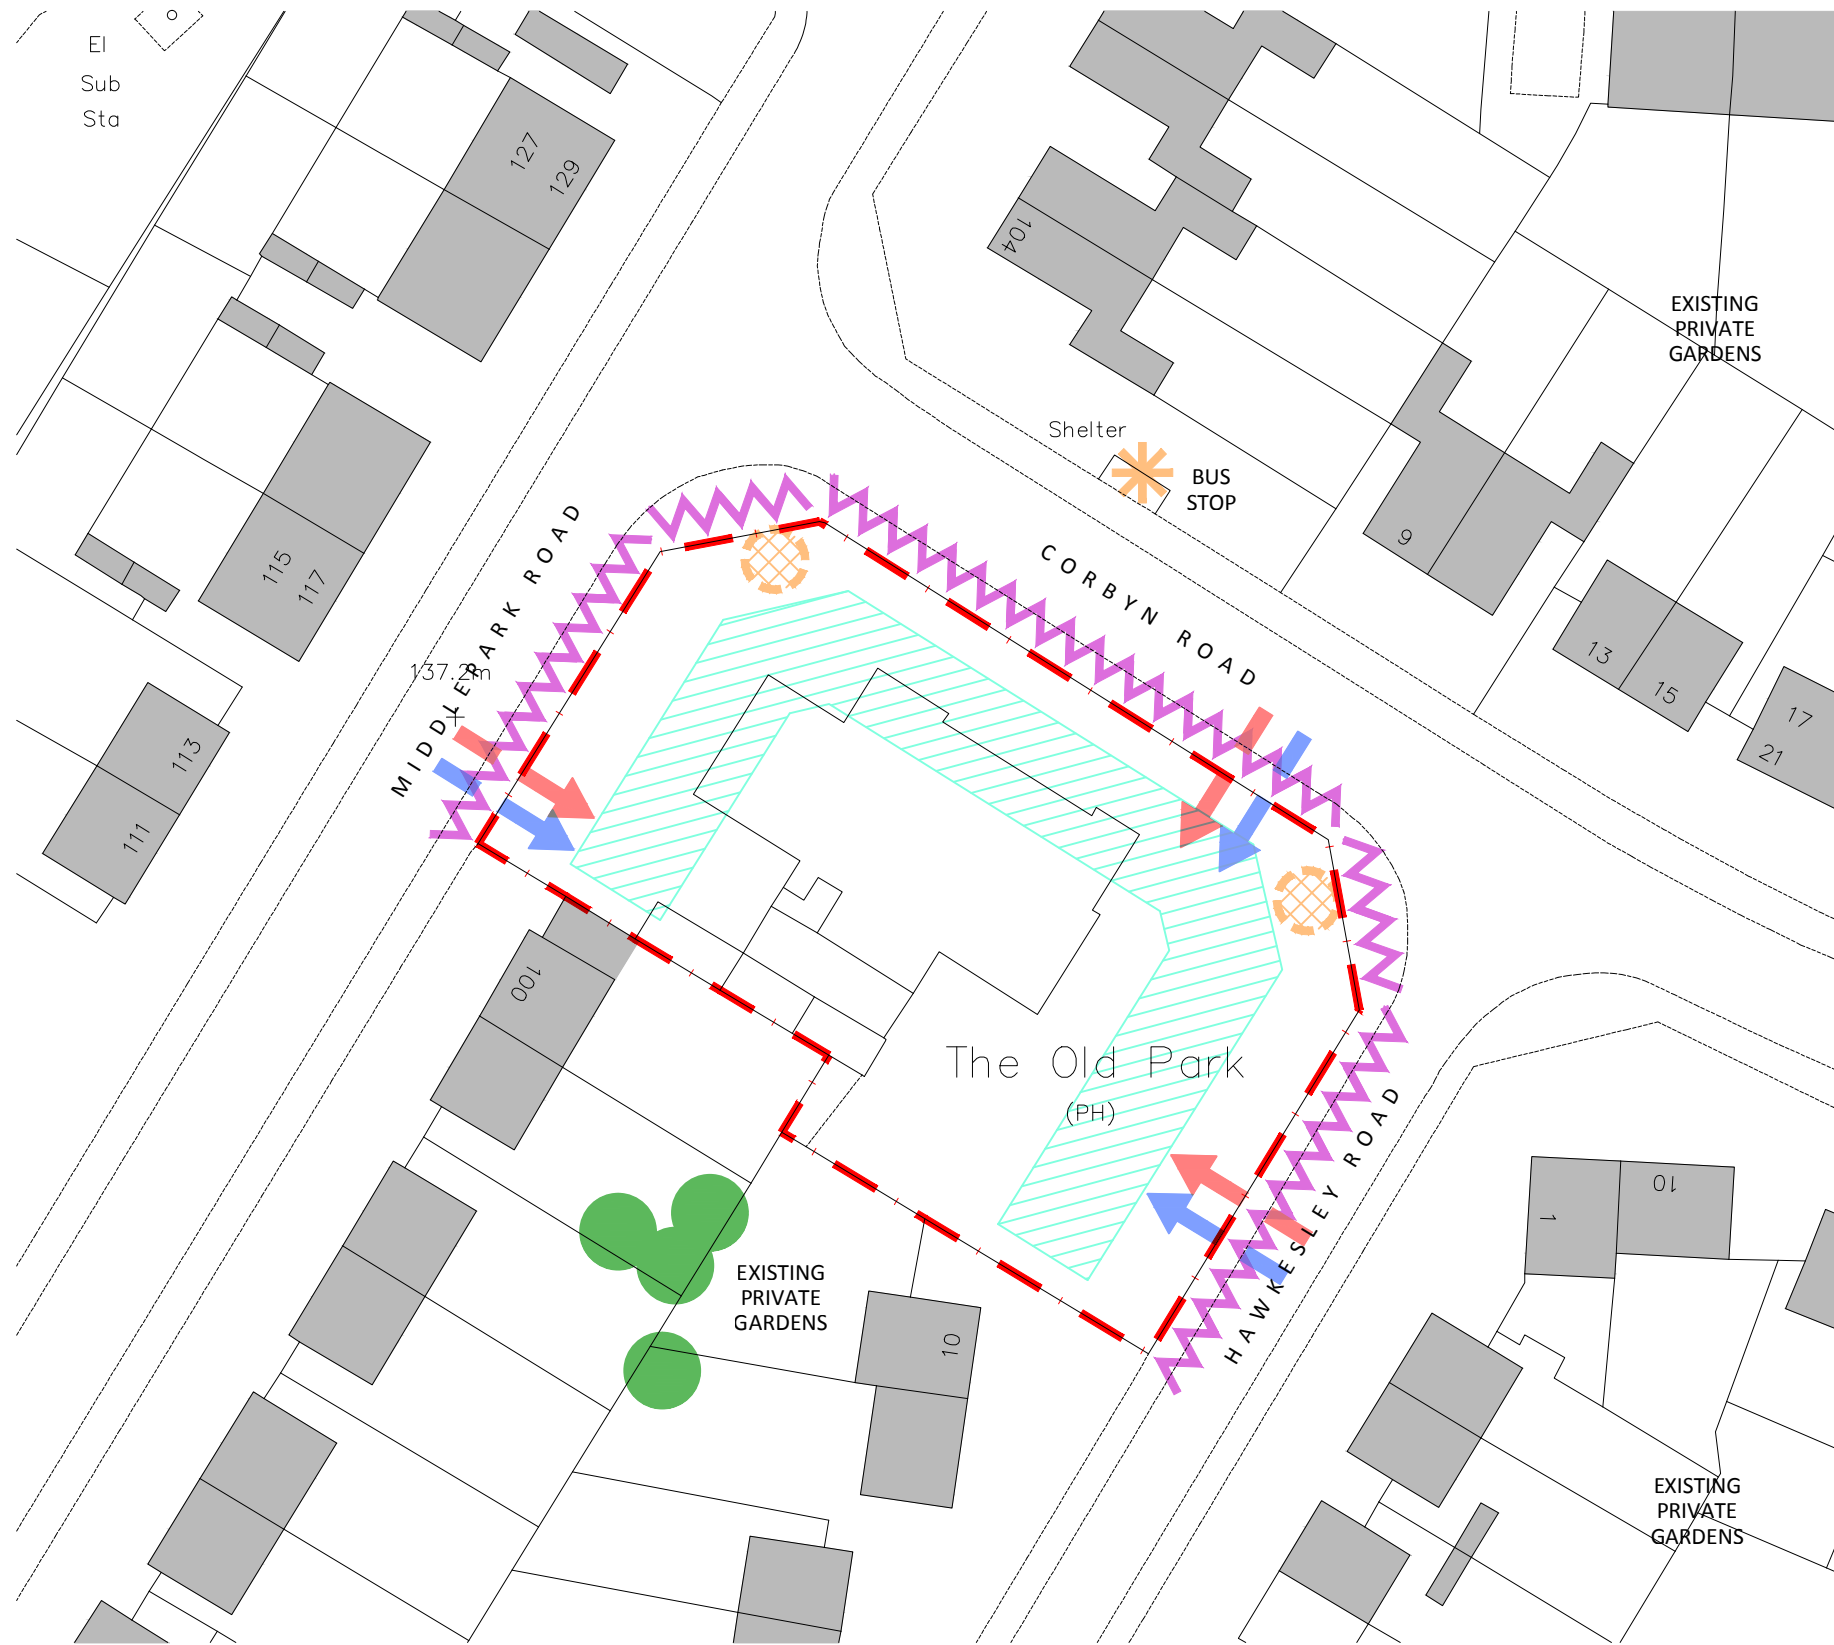 El
Sub
Sta
127
129
104
EXISTING
PRIVATE
GARDENS
Shelter
BUS
STOP
9
115
117
MIDDLEPARK ROAD
CORBYN ROAD
137.2m
13
15
17
21
113
111
100
The Old Park
(PH)
HAWKESLEY ROAD
10
1
EXISTING
PRIVATE
GARDENS
10
EXISTING
PRIVATE
GARDENS